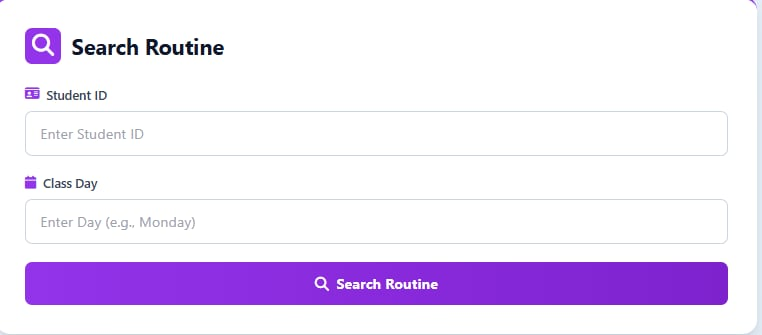 Search Routine
Student ID
Enter Student ID
Class Day
Enter Day (e.g., Monday)
Search Routine